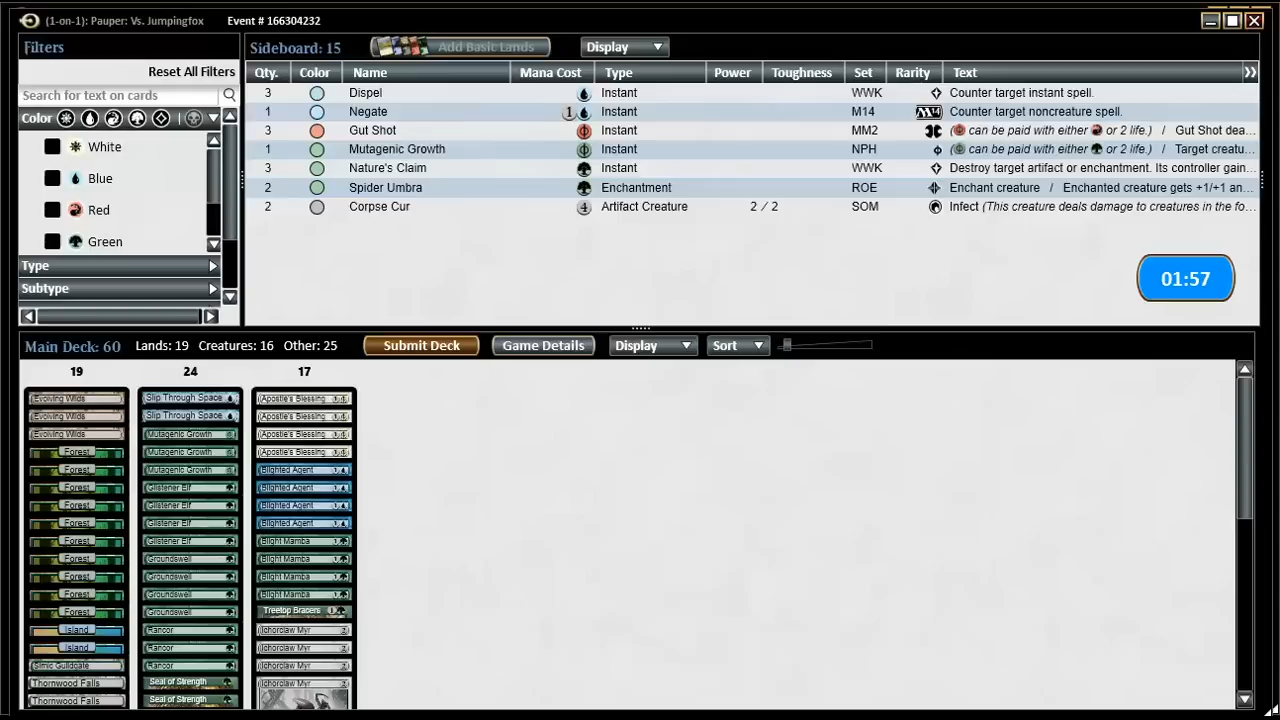 (1-on-1): Pauper: Vs. Jumpingfox Event # 166304232
Filters
Reset All Filters
Search for text on cards
Color
White
Blue
Red
Green
Type
Subtype
Sideboard: 15 Add Basic Lands Display
Qty. Color Name Mana Cost Type Power Toughness Set Rarity Text
3 Dispel Instant WWK Counter target instant spell.
1 Negate 1 Instant M14 Counter target noncreature spell.
3 Gut Shot Instant MM2 ( can be paid with either or 2 life.) / Gut Shot dea...
1 Mutagenic Growth Instant NPH ( can be paid with either or 2 life.) / Target creatu...
3 Nature's Claim Instant WWK Destroy target artifact or enchantment. Its controller gain...
2 Spider Umbra Enchantment ROE Enchant creature / Enchanted creature gets +1/+1 an...
2 Corpse Cur 4 Artifact Creature 2 / 2 SOM Infect (This creature deals damage to creatures in the fo...
01:57
Main Deck: 60 Lands: 19 Creatures: 16 Other: 25 Submit Deck Game Details Display Sort
19
Evolving Wilds
Evolving Wilds
Evolving Wilds
Forest
Forest
Forest
Forest
Forest
Forest
Forest
Forest
Forest
Forest
Island
Island
Simic Guildgate
Thornwood Falls
Thornwood Falls
24
Slip Through Space
Slip Through Space
Mutagenic Growth
Mutagenic Growth
Mutagenic Growth
Glistener Elf
Glistener Elf
Glistener Elf
Glistener Elf
Groundswell
Groundswell
Groundswell
Groundswell
Rancor
Rancor
Rancor
Seal of Strength
Seal of Strength
17
Apostle's Blessing
Apostle's Blessing
Apostle's Blessing
Apostle's Blessing
Blighted Agent
Blighted Agent
Blighted Agent
Blighted Agent
Blight Mamba
Blight Mamba
Blight Mamba
Blight Mamba
Treetop Bracers
Ichorclaw Myr
Ichorclaw Myr
Ichorclaw Myr
Ichorclaw Myr